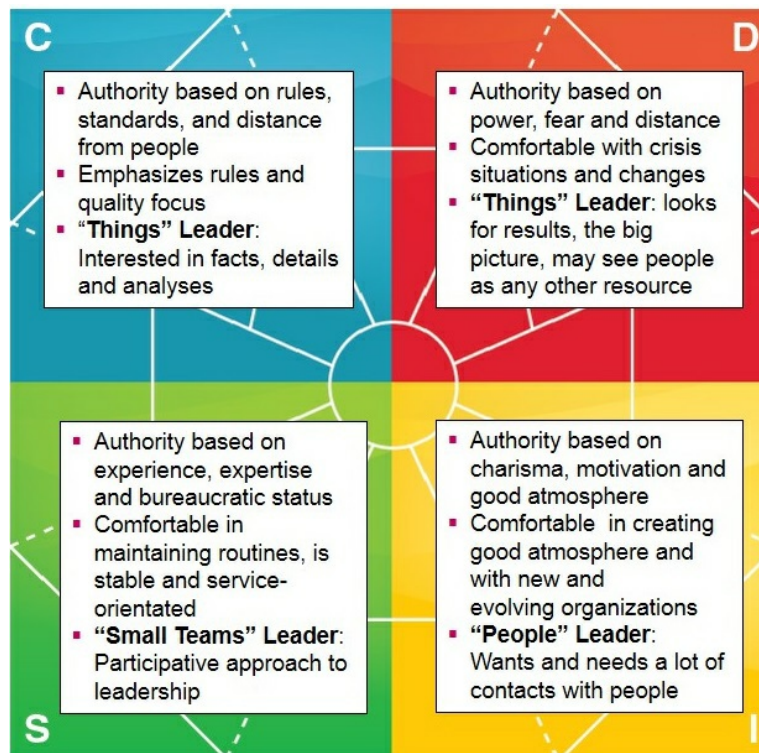 C
▪ Authority based on rules,
standards, and distance
from people
▪ Emphasizes rules and
quality focus
▪ “Things” Leader:
Interested in facts, details
and analyses
D
▪ Authority based on
power, fear and distance
▪ Comfortable with crisis
situations and changes
▪ “Things” Leader: looks
for results, the big
picture, may see people
as any other resource
▪ Authority based on
experience, expertise
and bureaucratic status
▪ Comfortable in
maintaining routines, is
stable and service-
orientated
▪ “Small Teams” Leader:
Participative approach to
leadership
S
▪ Authority based on
charisma, motivation and
good atmosphere
▪ Comfortable in creating
good atmosphere and
with new and
evolving organizations
▪ “People” Leader:
Wants and needs a lot of
contacts with people
I